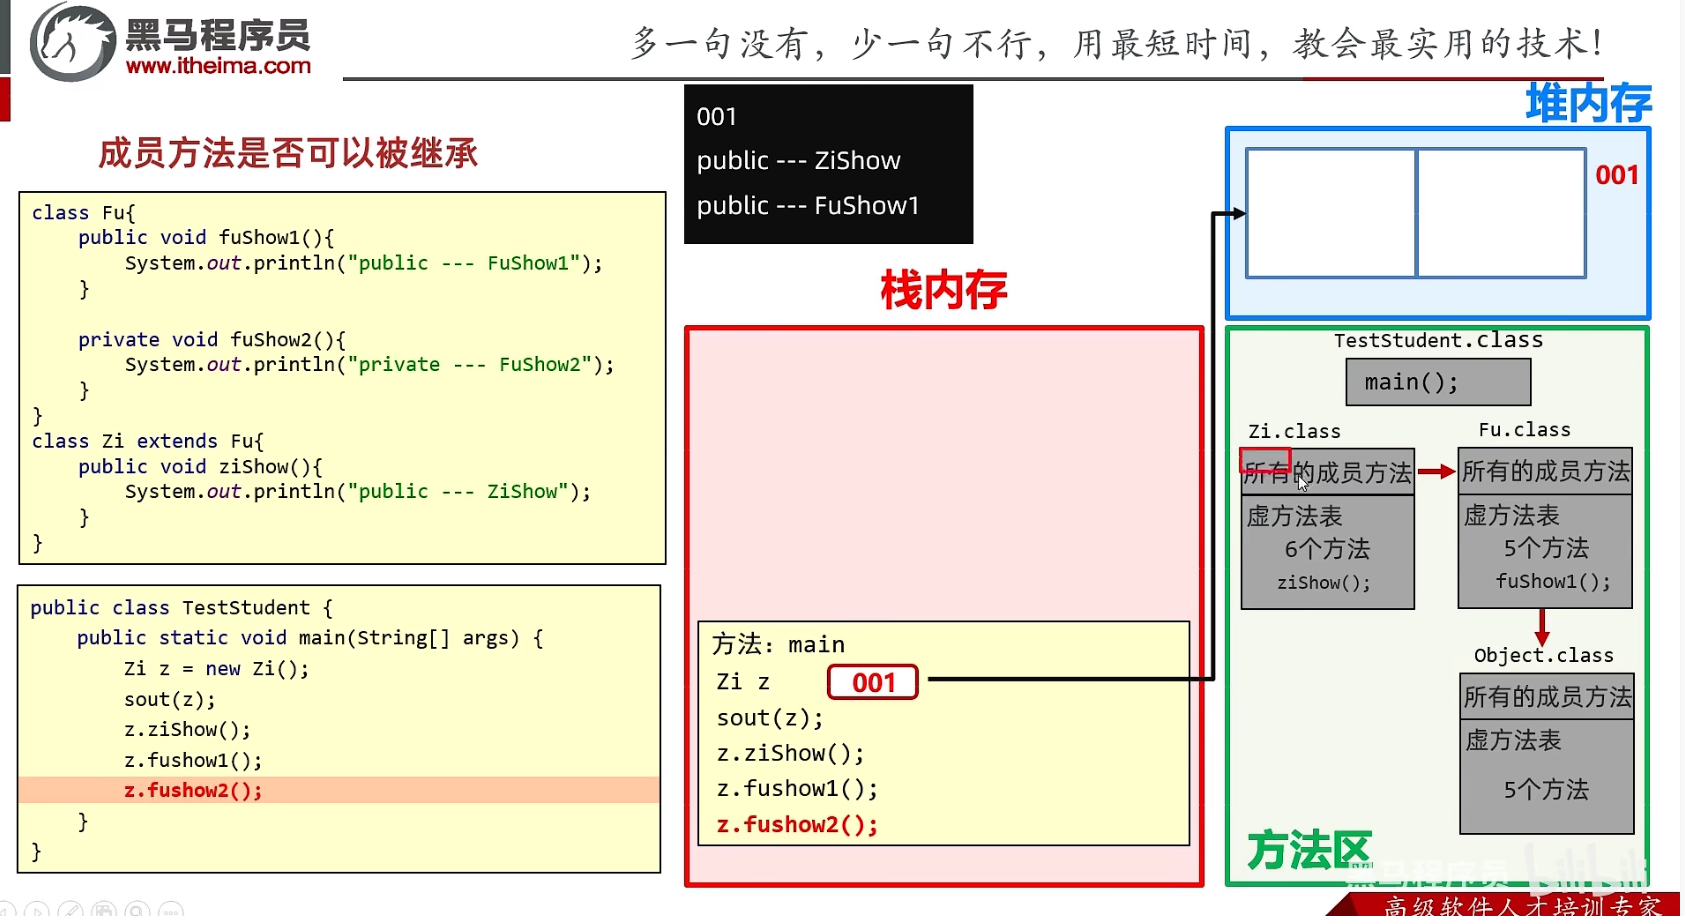 黑马程序员
www.itheima.com
多一句没有，少一句不行，用最短时间，教会最实用的技术！
成员方法是否可以被继承
class Fu{
public void fuShow1(){
System.out.println("public --- FuShow1");
}
private void fuShow2(){
System.out.println("private --- FuShow2");
}
}
class Zi extends Fu{
public void ziShow(){
System.out.println("public --- ZiShow");
}
}
public class TestStudent {
public static void main(String[] args) {
Zi z = new Zi();
sout(z);
z.ziShow();
z.fushow1();
z.fushow2();
}
}
001
public --- ZiShow
public --- FuShow1
栈内存
方法：main
Zi z
001
sout(z);
z.ziShow();
z.fushow1();
z.fushow2();
堆内存
001
TestStudent.class
main();
Zi.class
所有的成员方法
虚方法表
6个方法
ziShow();
Fu.class
所有的成员方法
虚方法表
5个方法
fuShow1();
Object.class
所有的成员方法
虚方法表
5个方法
方法区
黑马程序员
bilibili
高级软件人才培训专家